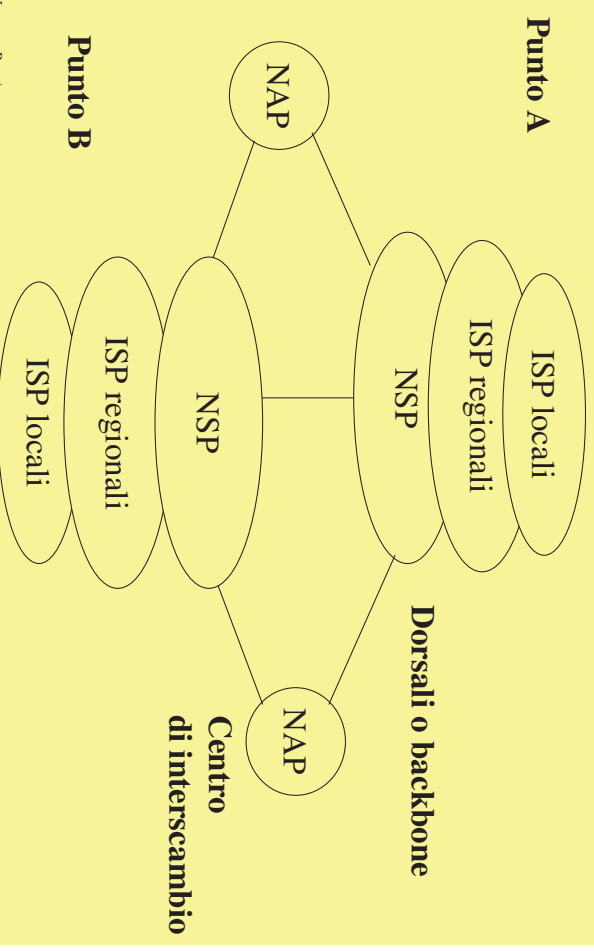 Punto A
ISP locali
ISP regionali
NSP
Dorsali o backbone
NAP
NAP
NSP
Centro
di interscambio
ISP regionali
Punto B
ISP locali